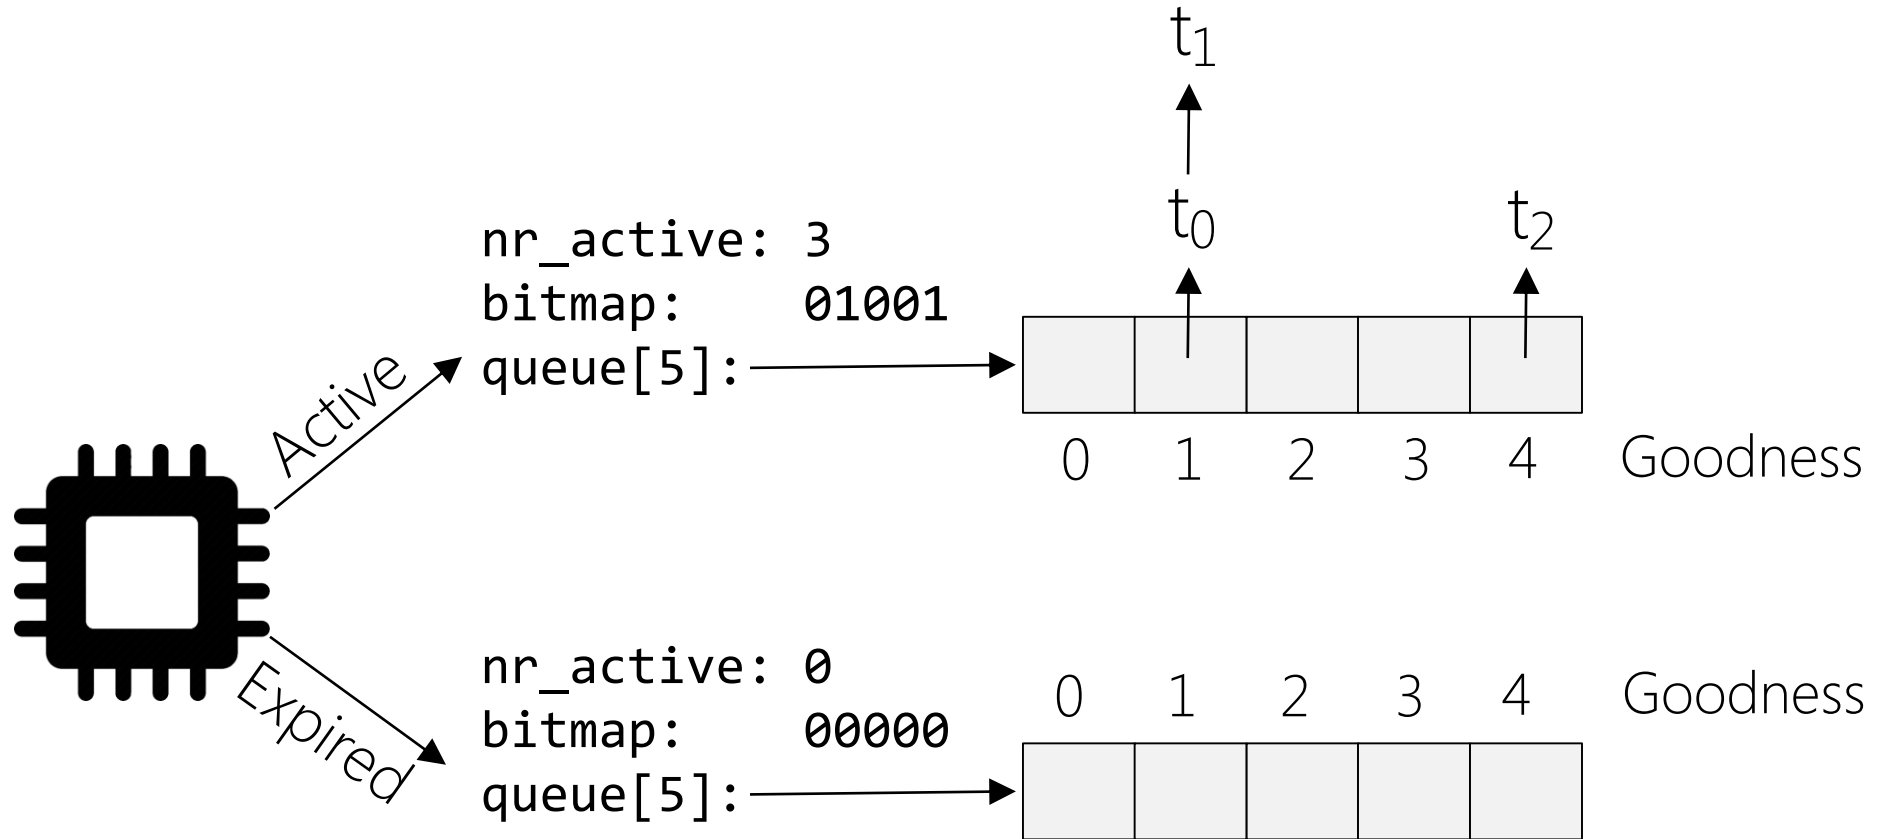 t₁
t₀ t₂
nr_active: 3
bitmap: 01001
queue[5]:
Active
0 1 2 3 4 Goodness
Expired
nr_active: 0
bitmap: 00000
queue[5]:
0 1 2 3 4 Goodness